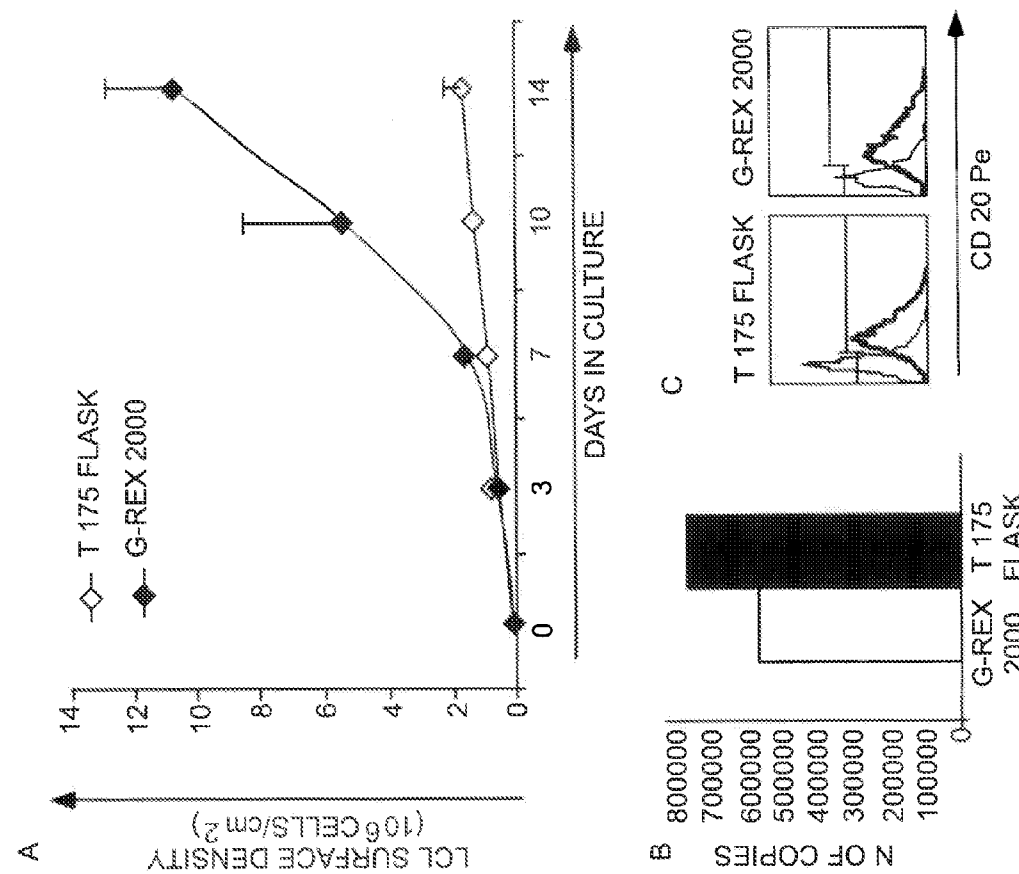 A
LCL SURFACE DENSITY
(10⁶ CELLS/cm²)
14
12
10
8
6
4
2
0
T 175 FLASK
G-REX 2000
0 3 7 10 14
DAYS IN CULTURE
B
N OF COPIES
800000
700000
600000
500000
400000
300000
200000
100000
0
G-REX 2000
T 175 FLASK
C
T 175 FLASK
G-REX 2000
CD 20 Pe